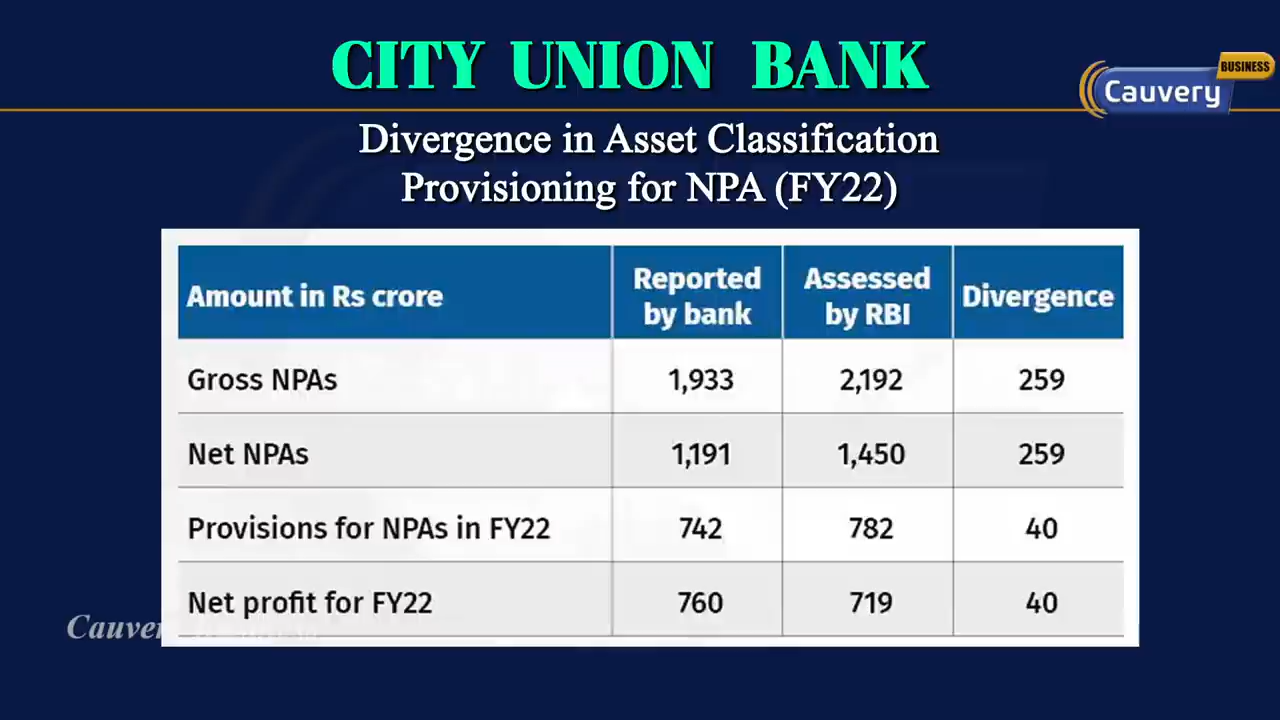 CITY UNION BANK
BUSINESS
Cauvery
Divergence in Asset Classification
Provisioning for NPA (FY22)
Amount in Rs crore Reported by bank Assessed by RBI Divergence
Gross NPAs 1,933 2,192 259
Net NPAs 1,191 1,450 259
Provisions for NPAs in FY22 742 782 40
Net profit for FY22 760 719 40